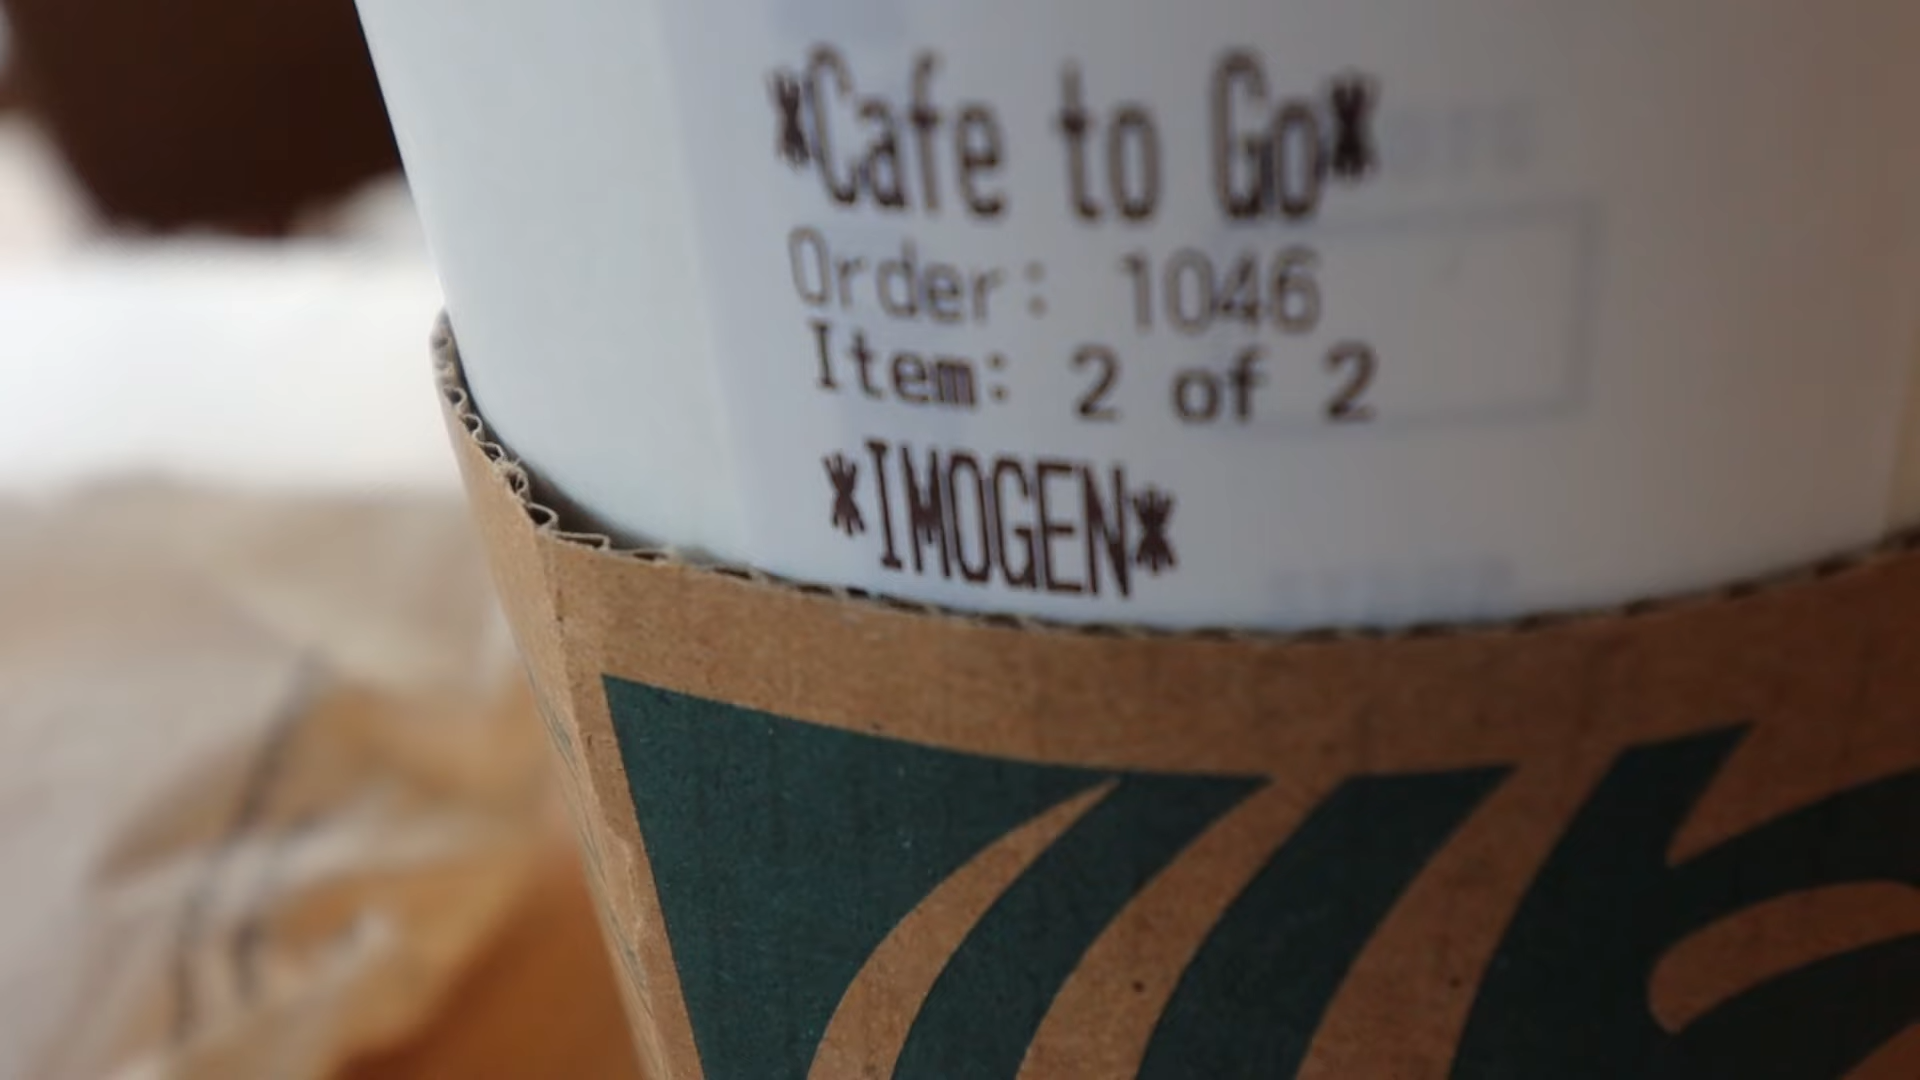 *Cafe to Go*
Order: 1046
Item: 2 of 2
*IMOGEN*